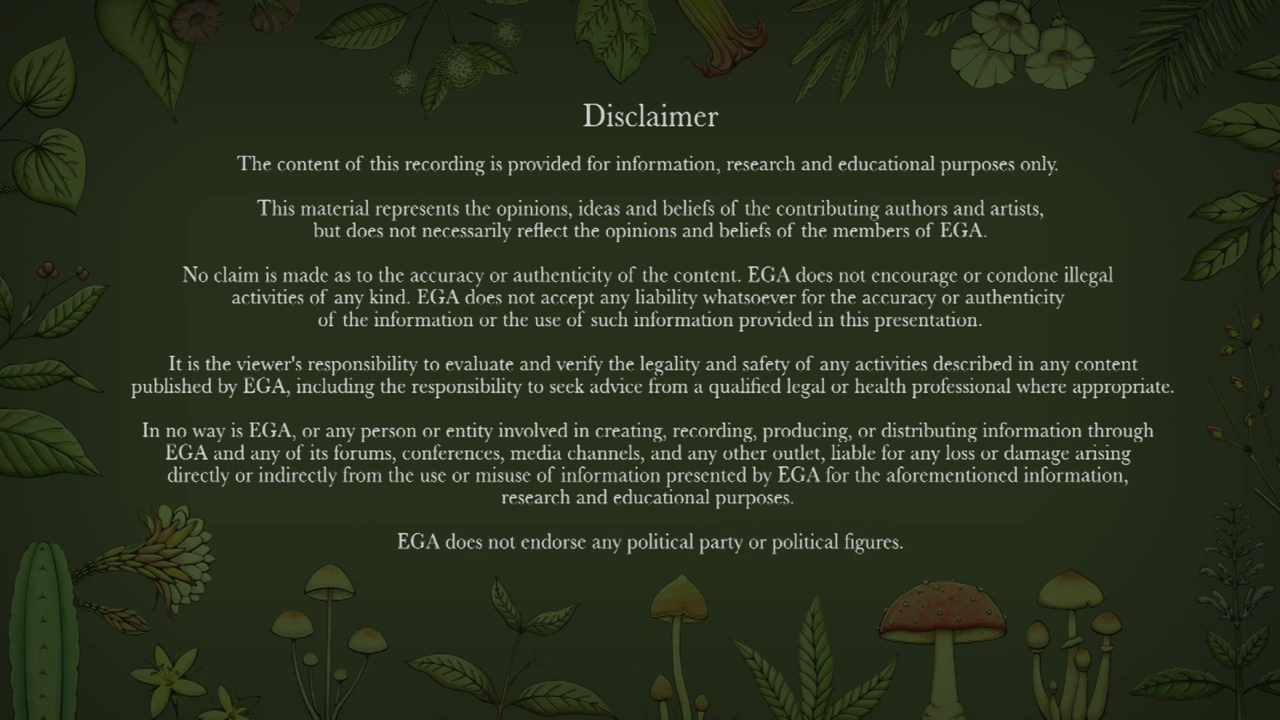 Disclaimer
The content of this recording is provided for information, research and educational purposes only.
This material represents the opinions, ideas and beliefs of the contributing authors and artists,
but does not necessarily reflect the opinions and beliefs of the members of EGA.
No claim is made as to the accuracy or authenticity of the content. EGA does not encourage or condone illegal
activities of any kind. EGA does not accept any liability whatsoever for the accuracy or authenticity
of the information or the use of such information provided in this presentation.
It is the viewer's responsibility to evaluate and verify the legality and safety of any activities described in any content
published by EGA, including the responsibility to seek advice from a qualified legal or health professional where appropriate.
In no way is EGA, or any person or entity involved in creating, recording, producing, or distributing information through
EGA and any of its forums, conferences, media channels, and any other outlet, liable for any loss or damage arising
directly or indirectly from the use or misuse of information presented by EGA for the aforementioned information,
research and educational purposes.
EGA does not endorse any political party or political figures.